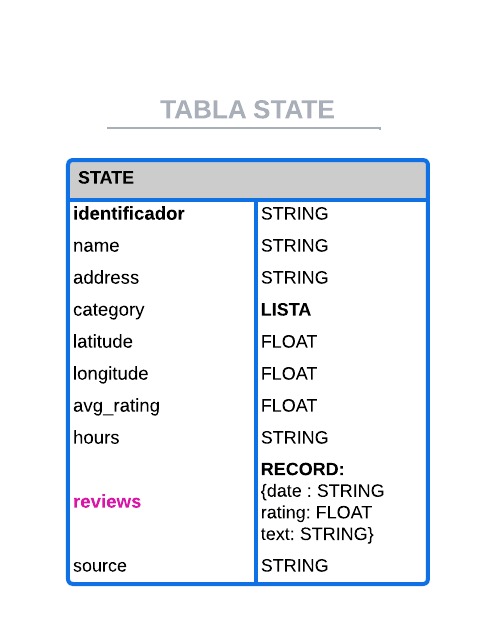 TABLA STATE
STATE
identificador STRING
name STRING
address STRING
category LISTA
latitude FLOAT
longitude FLOAT
avg_rating FLOAT
hours STRING
reviews RECORD:
{date : STRING
rating: FLOAT
text: STRING}
source STRING